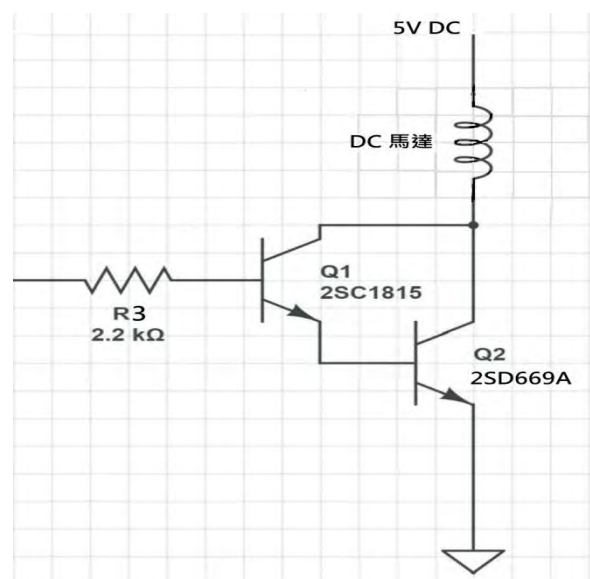 5V DC
DC 馬達
Q1
2SC1815
R3
2.2 kΩ
Q2
2SD669A